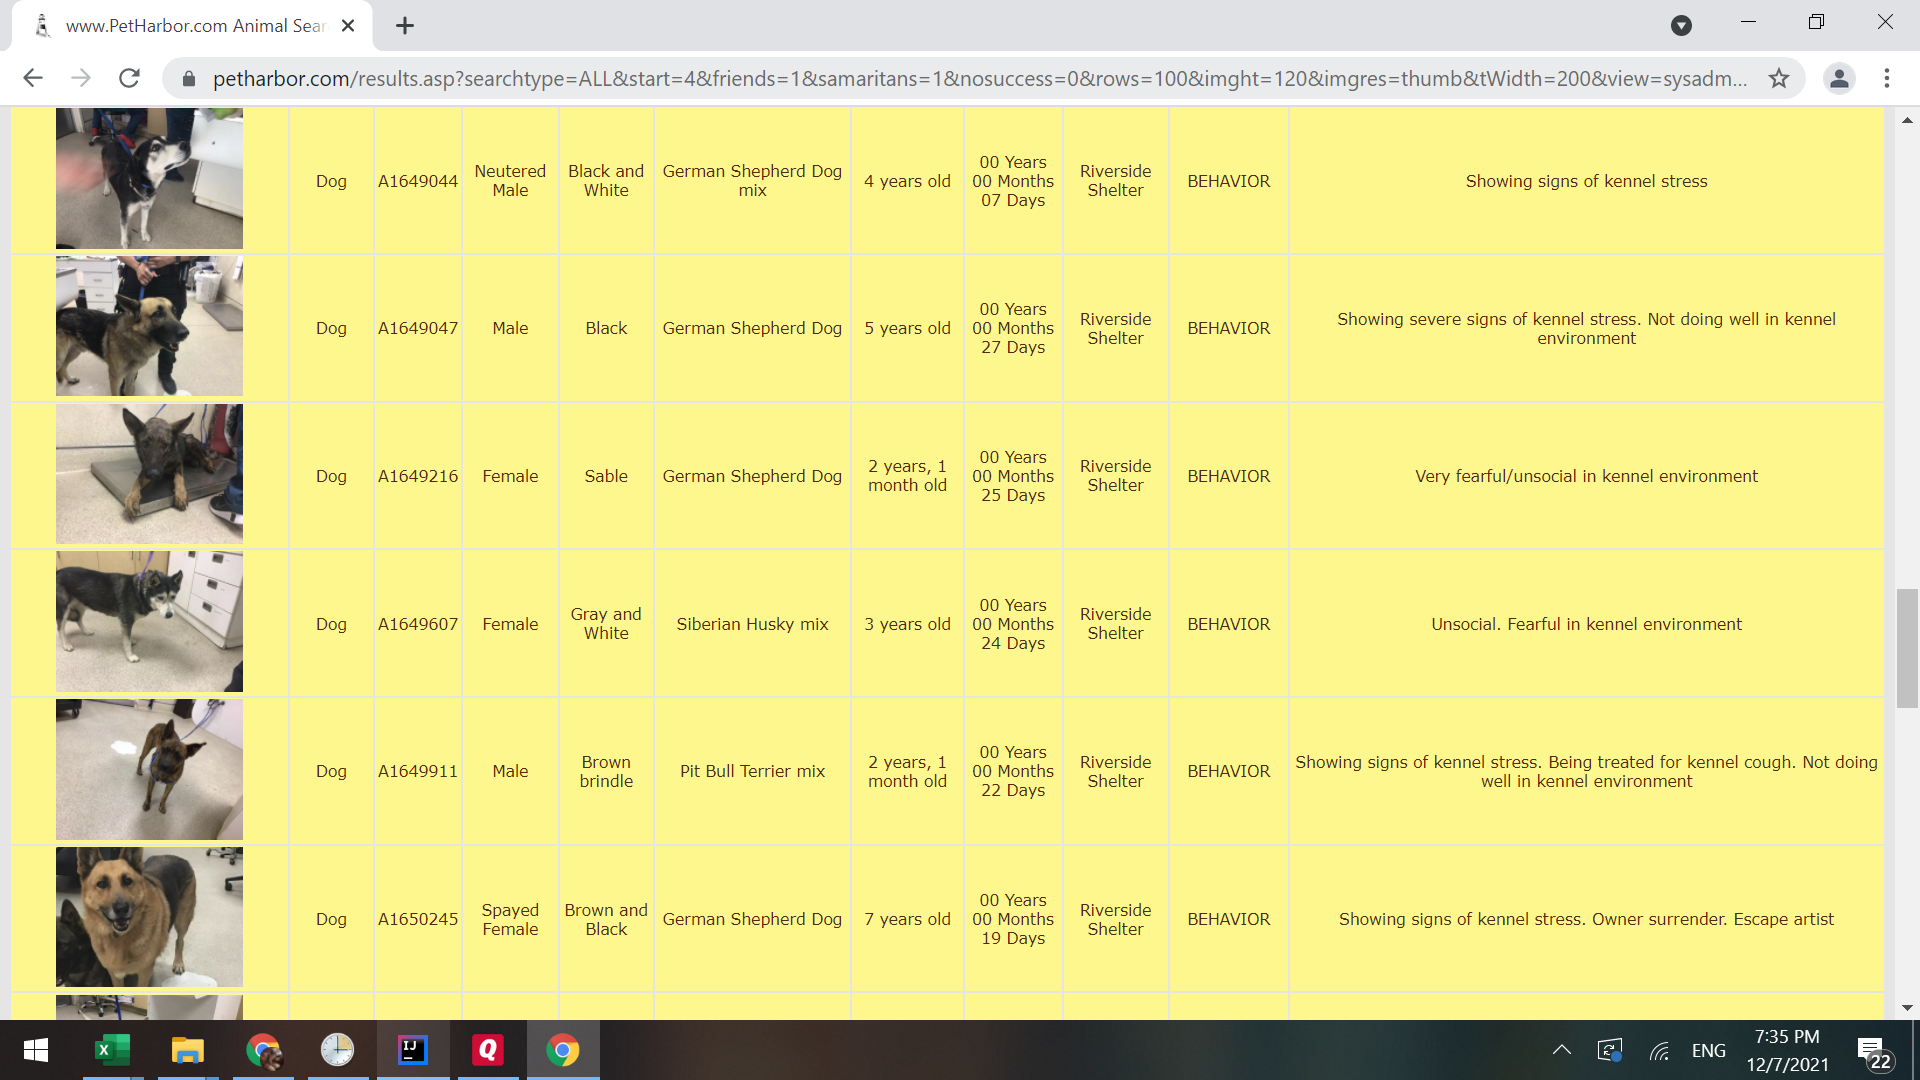 www.PetHarbor.com Animal Sear
petharbor.com/results.asp?searchtype=ALL&start=4&friends=1&samaritans=1&nosuccess=0&rows=100&imght=120&imgres=thumb&tWidth=200&view=sysadm...
Dog A1649044 Neutered Male Black and White German Shepherd Dog mix 4 years old 00 Years 00 Months 07 Days Riverside Shelter BEHAVIOR Showing signs of kennel stress
Dog A1649047 Male Black German Shepherd Dog 5 years old 00 Years 00 Months 27 Days Riverside Shelter BEHAVIOR Showing severe signs of kennel stress. Not doing well in kennel environment
Dog A1649216 Female Sable German Shepherd Dog 2 years, 1 month old 00 Years 00 Months 25 Days Riverside Shelter BEHAVIOR Very fearful/unsocial in kennel environment
Dog A1649607 Female Gray and White Siberian Husky mix 3 years old 00 Years 00 Months 24 Days Riverside Shelter BEHAVIOR Unsocial. Fearful in kennel environment
Dog A1649911 Male Brown brindle Pit Bull Terrier mix 2 years, 1 month old 00 Years 00 Months 22 Days Riverside Shelter BEHAVIOR Showing signs of kennel stress. Being treated for kennel cough. Not doing well in kennel environment
Dog A1650245 Spayed Female Brown and Black German Shepherd Dog 7 years old 00 Years 00 Months 19 Days Riverside Shelter BEHAVIOR Showing signs of kennel stress. Owner surrender. Escape artist
X
IJ
Q
ENG
7:35 PM
12/7/2021
22